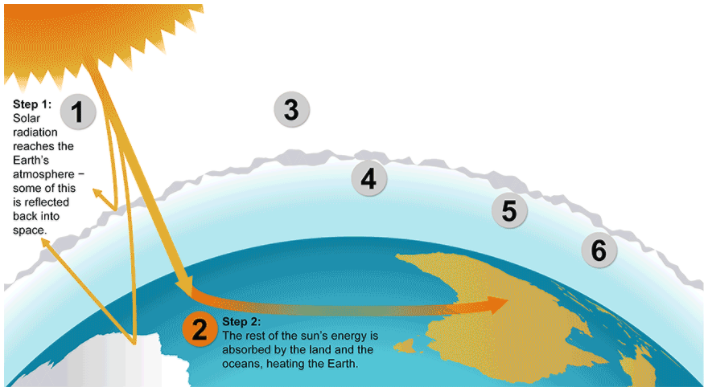 1
Step 1:
Solar
radiation
reaches the
Earth's
atmosphere –
some of this
is reflected
back into
space.
3
4
5
6
2
Step 2:
The rest of the sun's energy is
absorbed by the land and the
oceans, heating the Earth.